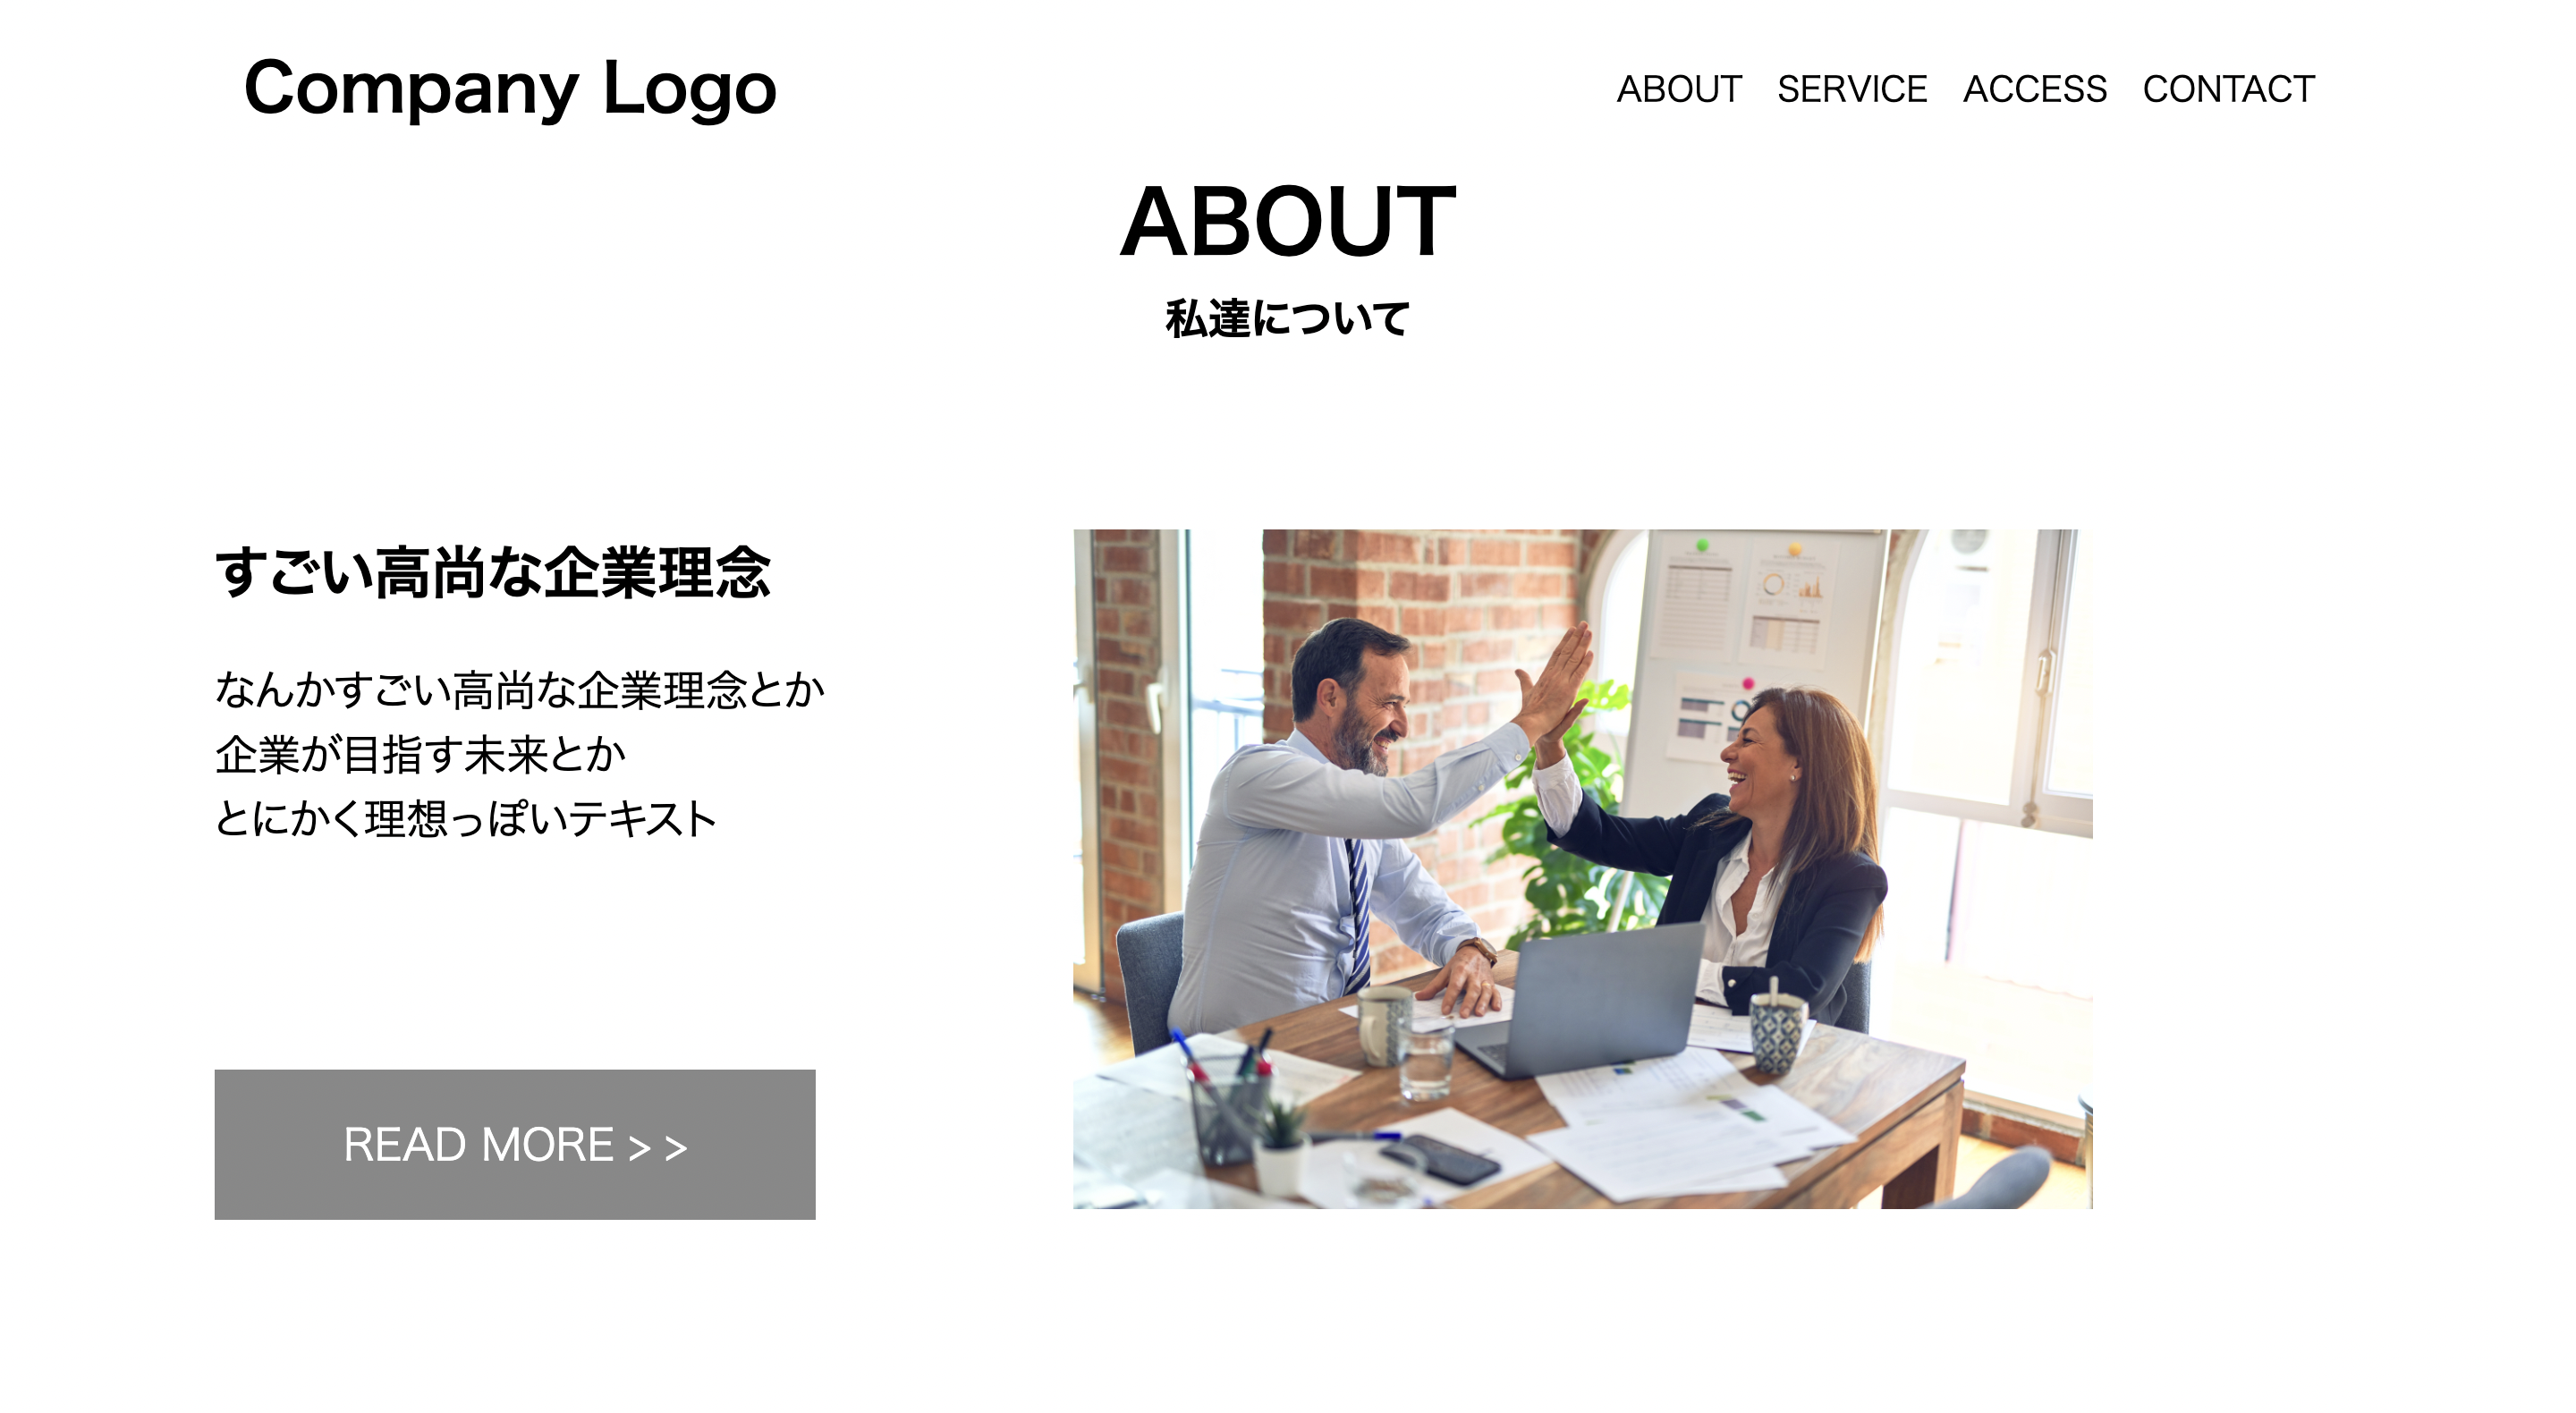 Company Logo
ABOUT SERVICE ACCESS CONTACT
ABOUT
私達について
すごい高尚な企業理念
なんかすごい高尚な企業理念とか
企業が目指す未来とか
とにかく理想っぽいテキスト
READ MORE > >